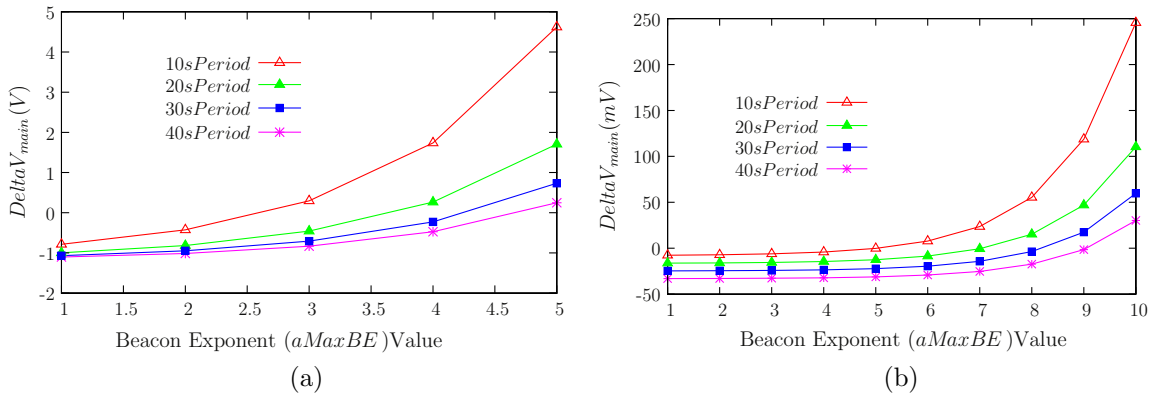 5
4
3
2
1
0
-1
-2
DeltaV_main(V)
10sPeriod
20sPeriod
30sPeriod
40sPeriod
1 1.5 2 2.5 3 3.5 4 4.5 5
Beacon Exponent (aMaxBE)Value
(a)
250
200
150
100
50
0
-50
DeltaV_main(mV)
10sPeriod
20sPeriod
30sPeriod
40sPeriod
1 2 3 4 5 6 7 8 9 10
Beacon Exponent (aMaxBE)Value
(b)